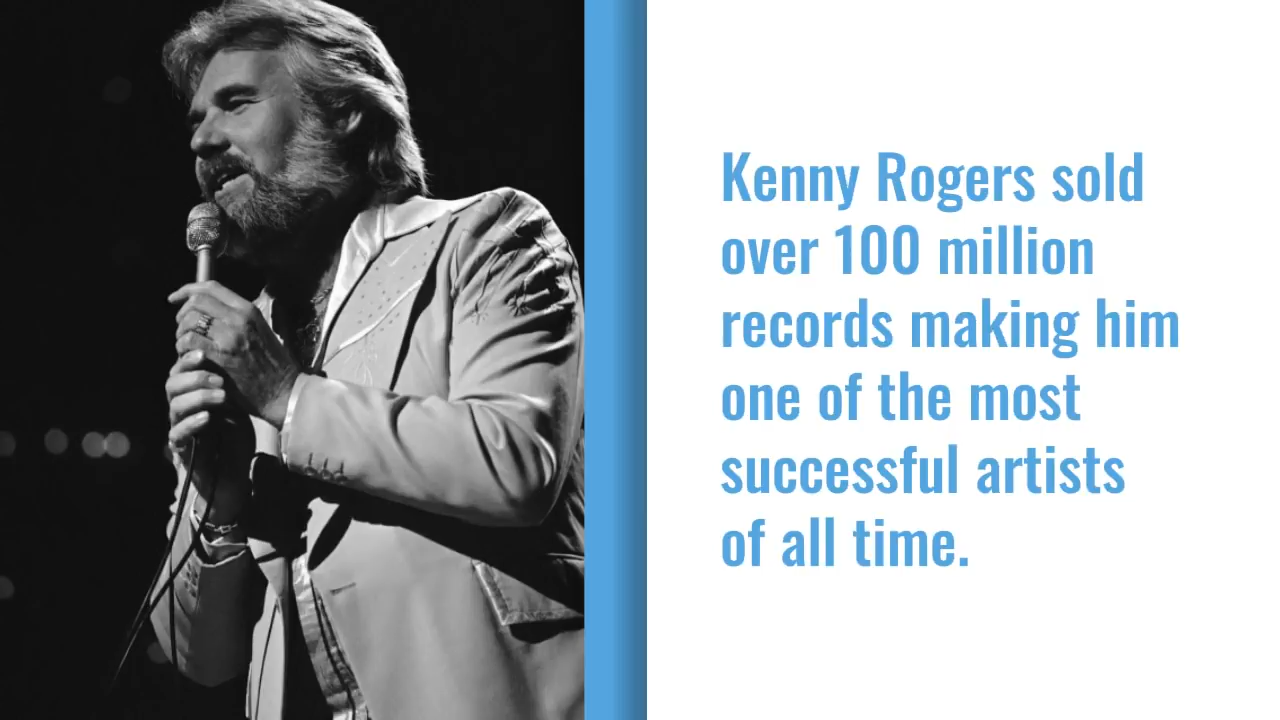 Kenny Rogers sold
over 100 million
records making him
one of the most
successful artists
of all time.